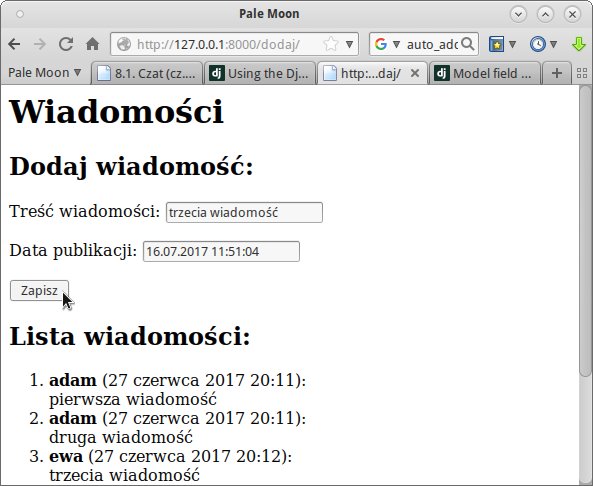 Pale Moon
http://127.0.0.1:8000/dodaj/
auto_add
Pale Moon
8.1. Czat (cz....
dj Using the Dj...
http:...daj/
dj Model field ...
Wiadomości
Dodaj wiadomość:
Treść wiadomości: trzecia wiadomość
Data publikacji: 16.07.2017 11:51:04
Zapisz
Lista wiadomości:
1. adam (27 czerwca 2017 20:11):
pierwsza wiadomość
2. adam (27 czerwca 2017 20:11):
druga wiadomość
3. ewa (27 czerwca 2017 20:12):
trzecia wiadomość